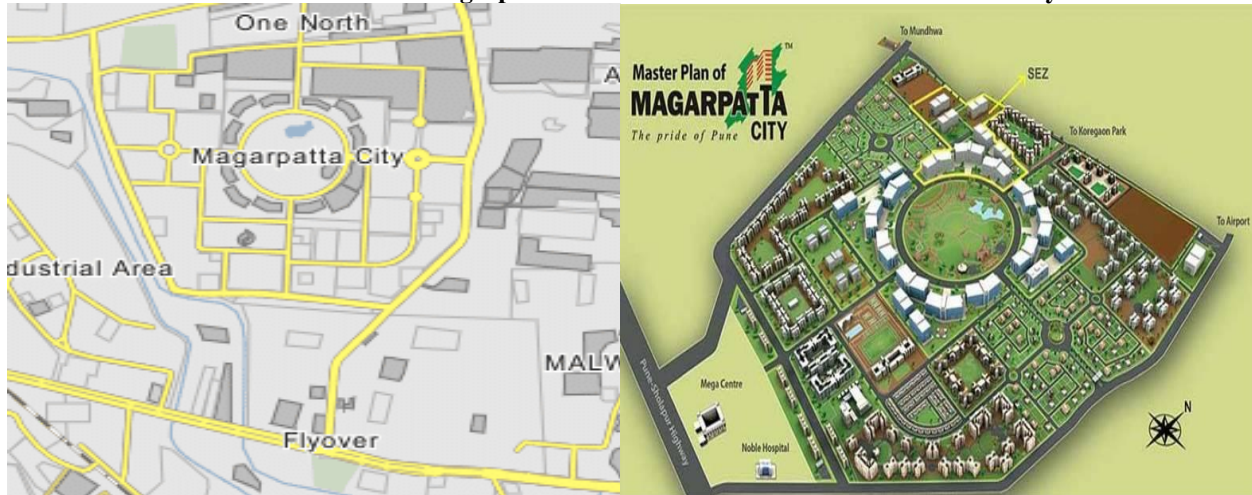 One North
Magarpatta City
dustrial Area
MALW
Flyover
Master Plan of
MAGARPATTA
CITY
TM
The pride of Pune
To Mundhwa
SEZ
To Koregaon Park
To Airport
Pune-Sholapur Highway
Mega Centre
Noble Hospital
N